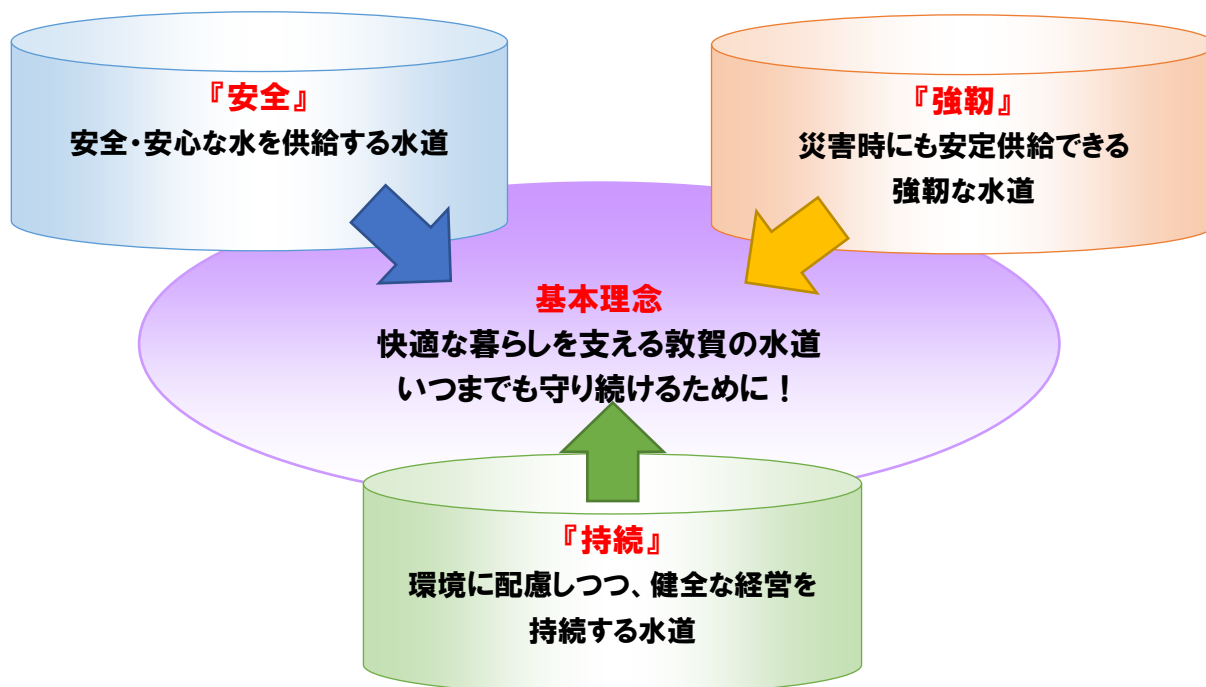 『安全』
安全・安心な水を供給する水道
『強靭』
災害時にも安定供給できる
強靭な水道
基本理念
快適な暮らしを支える敦賀の水道
いつまでも守り続けるために！
『持続』
環境に配慮しつつ、健全な経営を
持続する水道